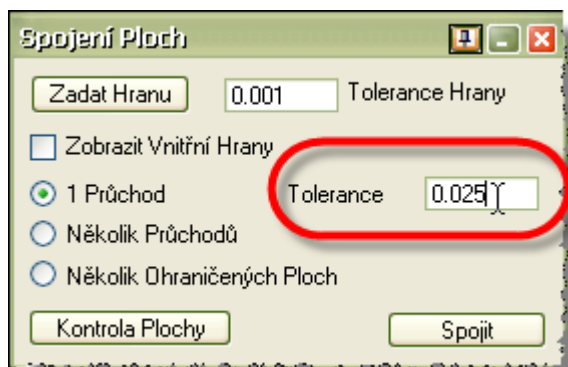 Spojení Ploch
Zadat Hranu 0.001 Tolerance Hrany
Zobrazit Vnitřní Hrany
1 Průchod Tolerance 0.025
Několik Průchodů
Několik Ohraničených Ploch
Kontrola Plochy Spojit